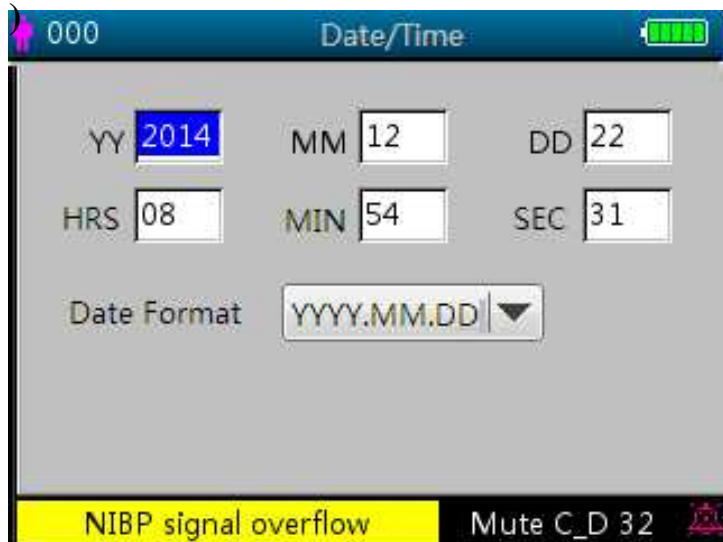 )
000 Date/Time
YY 2014 MM 12 DD 22
HRS 08 MIN 54 SEC 31
Date Format YYYY.MM.DD
NIBP signal overflow Mute C_D 32